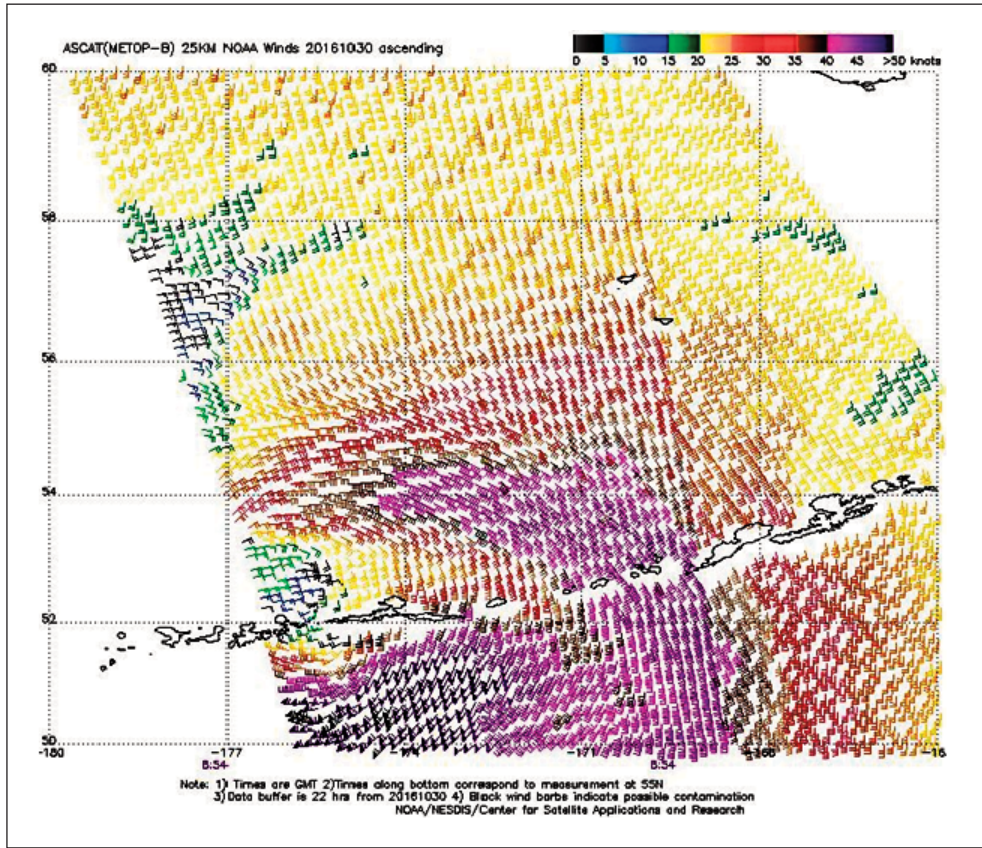 ASCAT(METOP-B) 25KM NOAA Winds 20161030 ascending
0 5 10 15 20 25 30 35 40 45 >50 knots
60
58
56
54
52
50
-180 -177 -174 -171 -168 -16
8:54 8:54
Note: 1) Times are GMT 2)Times along bottom correspond to measurement at 55N
3)Data buffer is 22 hrs from 20161030 4) Black wind barbs indicate possible contamination
NOAA/NESDIS/Center for Satellite Applications and Research